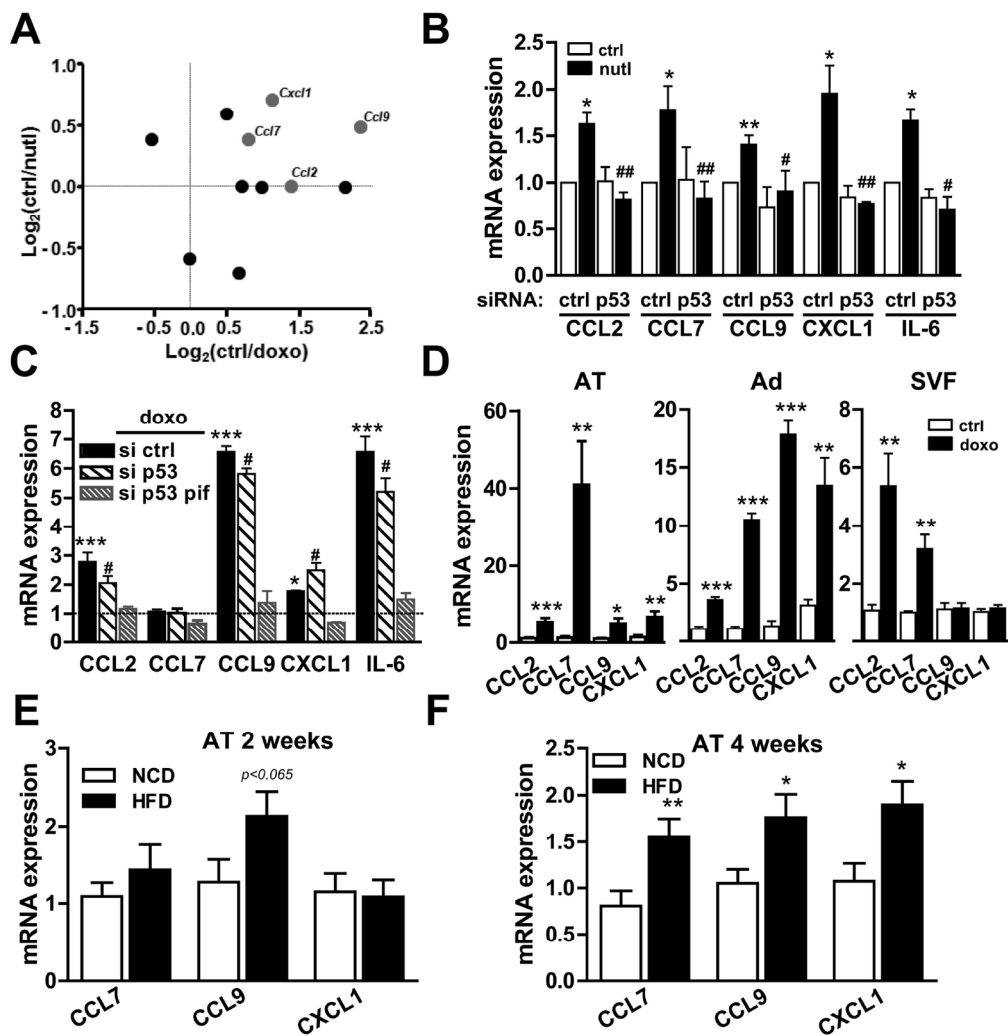 A
Log2(ctrl/nutl)
1.0
0.5
0.0
-0.5
-1.0
Cxcl1
Ccl9
Ccl7
Ccl2
-1.5 -0.5 0.0 0.5 1.5 2.5
Log2(ctrl/doxo)
B
mRNA expression
2.5
2.0
1.5
1.0
0.5
0.0
ctrl
nutl
* * ** * *
## ## # ## #
siRNA: ctrl p53 ctrl p53 ctrl p53 ctrl p53 ctrl p53
CCL2 CCL7 CCL9 CXCL1 IL-6
C
mRNA expression
8
7
6
5
4
3
2
1
0
doxo
si ctrl
si p53
si p53 pif
*** # *** # * # *** #
CCL2 CCL7 CCL9 CXCL1 IL-6
D
AT
mRNA expression
60
40
20
0
*** ** * **
CCL2 CCL7 CCL9 CXCL1
Ad
20
15
10
5
0
*** *** *** **
CCL2 CCL7 CCL9 CXCL1
SVF
8
6
4
2
0
ctrl
doxo
** **
CCL2 CCL7 CCL9 CXCL1
E
AT 2 weeks
mRNA expression
3
2
1
0
NCD
HFD
p<0.065
CCL7 CCL9 CXCL1
F
AT 4 weeks
mRNA expression
2.5
2.0
1.5
1.0
0.5
0.0
NCD
HFD
** * *
CCL7 CCL9 CXCL1